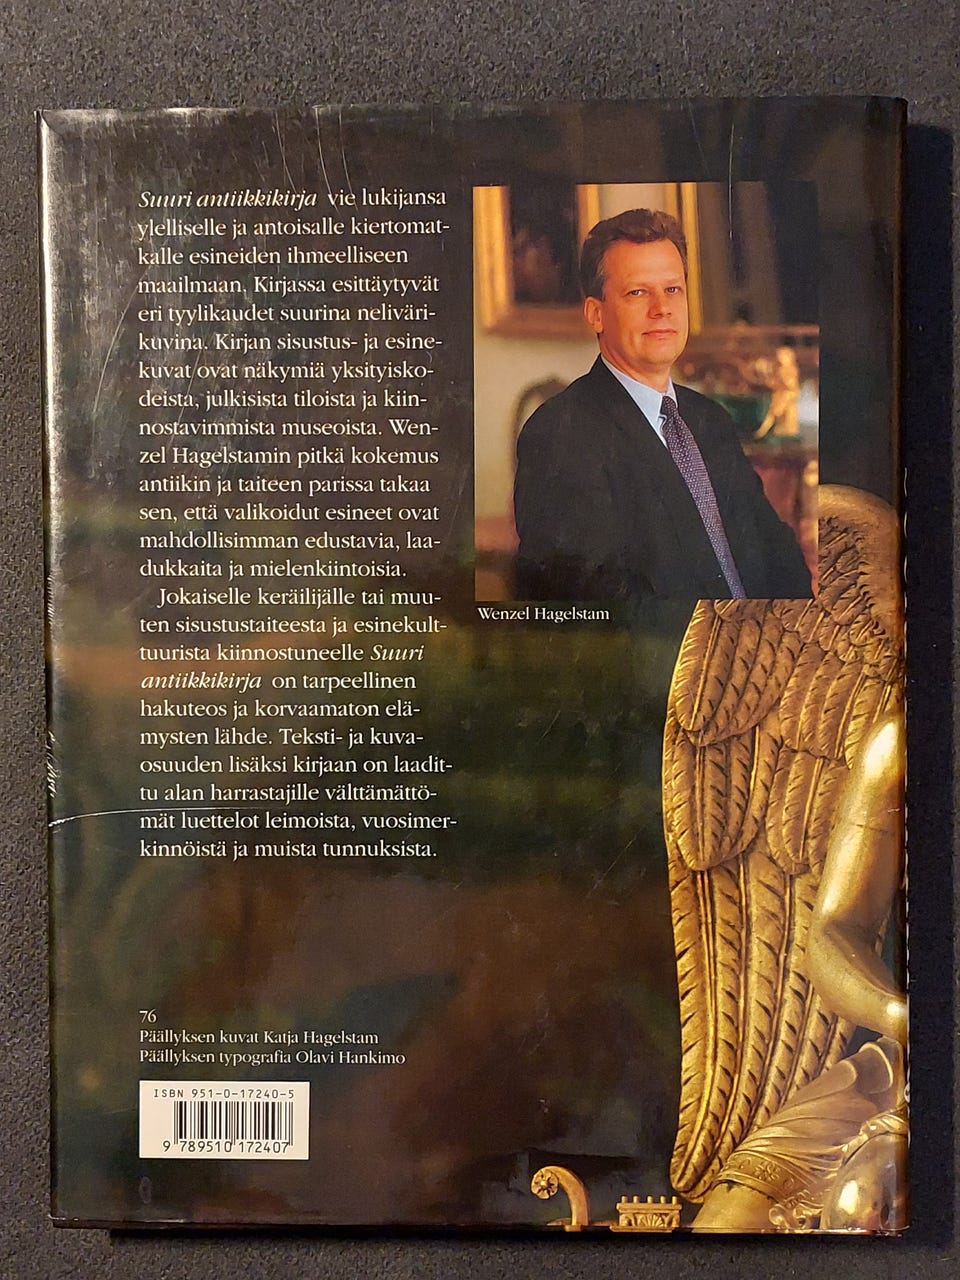 Suuri antiikkikirja vie lukijansa
ylelliselle ja antoisalle kiertomat-
kalle esineiden ihmeelliseen
maailmaan. Kirjassa esittäytyvät
eri tyylikaudet suurina neliväri-
kuvina. Kirjan sisustus- ja esine-
kuvat ovat näkymiä yksityisko-
deista, julkisista tiloista ja kiin-
nostavimmista museoista. Wen-
zel Hagelstamin pitkä kokemus
antiikin ja taiteen parissa takaa
sen, että valikoidut esineet ovat
mahdollisimman edustavia, laa-
dukkaita ja mielenkiintoisia.
Jokaiselle keräilijälle tai muu-
ten sisustustaiteesta ja esinekult-
tuurista kiinnostuneelle Suuri
antiikkikirja on tarpeellinen
hakuteos ja korvaamaton elä-
mysten lähde. Teksti- ja kuva-
osuuden lisäksi kirjaan on laadit-
tu alan harrastajille välttämättö-
mät luettelot leimoista, vuosimer-
kinnöistä ja muista tunnuksista.
Wenzel Hagelstam
76
Päällyksen kuvat Katja Hagelstam
Päällyksen typografia Olavi Hankimo
ISBN 951-0-17240-5
9 789510 172407